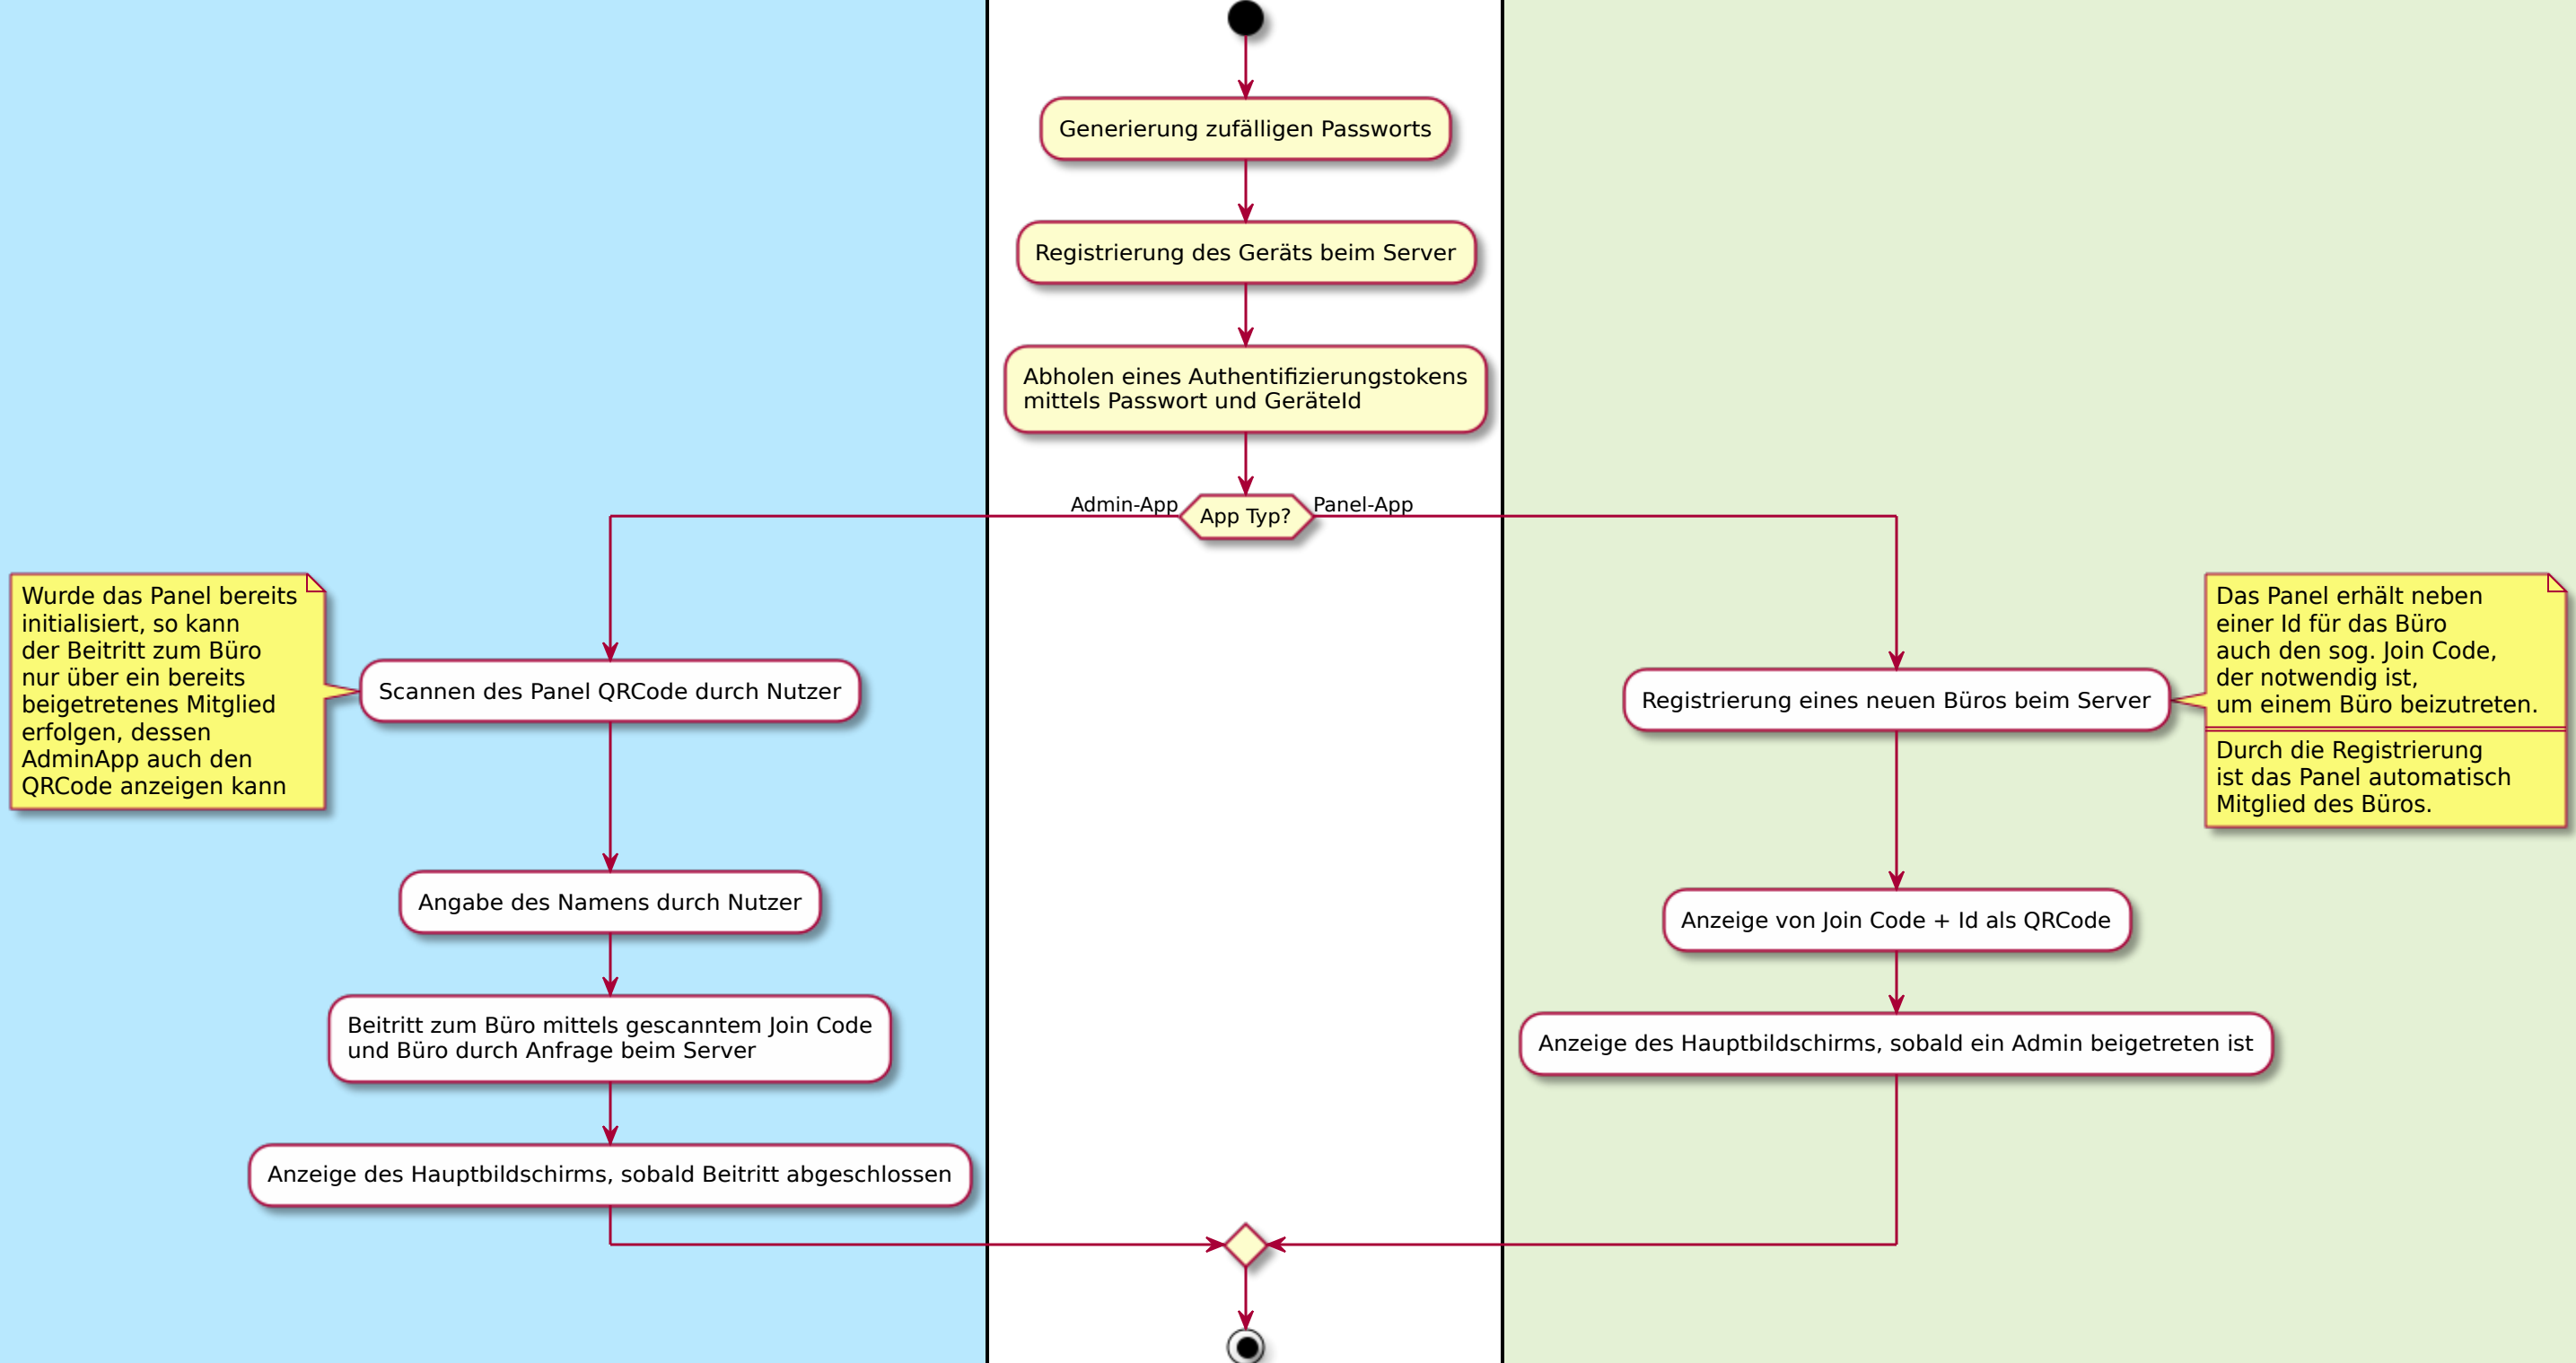 Generierung zufälligen Passworts
Registrierung des Geräts beim Server
Abholen eines Authentifizierungstokens
mittels Passwort und GeräteId
Admin-App
App Typ?
Panel-App
Wurde das Panel bereits
initialisiert, so kann
der Beitritt zum Büro
nur über ein bereits
beigetretenes Mitglied
erfolgen, dessen
AdminApp auch den
QRCode anzeigen kann
Scannen des Panel QRCode durch Nutzer
Angabe des Namens durch Nutzer
Beitritt zum Büro mittels gescanntem Join Code
und Büro durch Anfrage beim Server
Anzeige des Hauptbildschirms, sobald Beitritt abgeschlossen
Registrierung eines neuen Büros beim Server
Das Panel erhält neben
einer Id für das Büro
auch den sog. Join Code,
der notwendig ist,
um einem Büro beizutreten.
Durch die Registrierung
ist das Panel automatisch
Mitglied des Büros.
Anzeige von Join Code + Id als QRCode
Anzeige des Hauptbildschirms, sobald ein Admin beigetreten ist